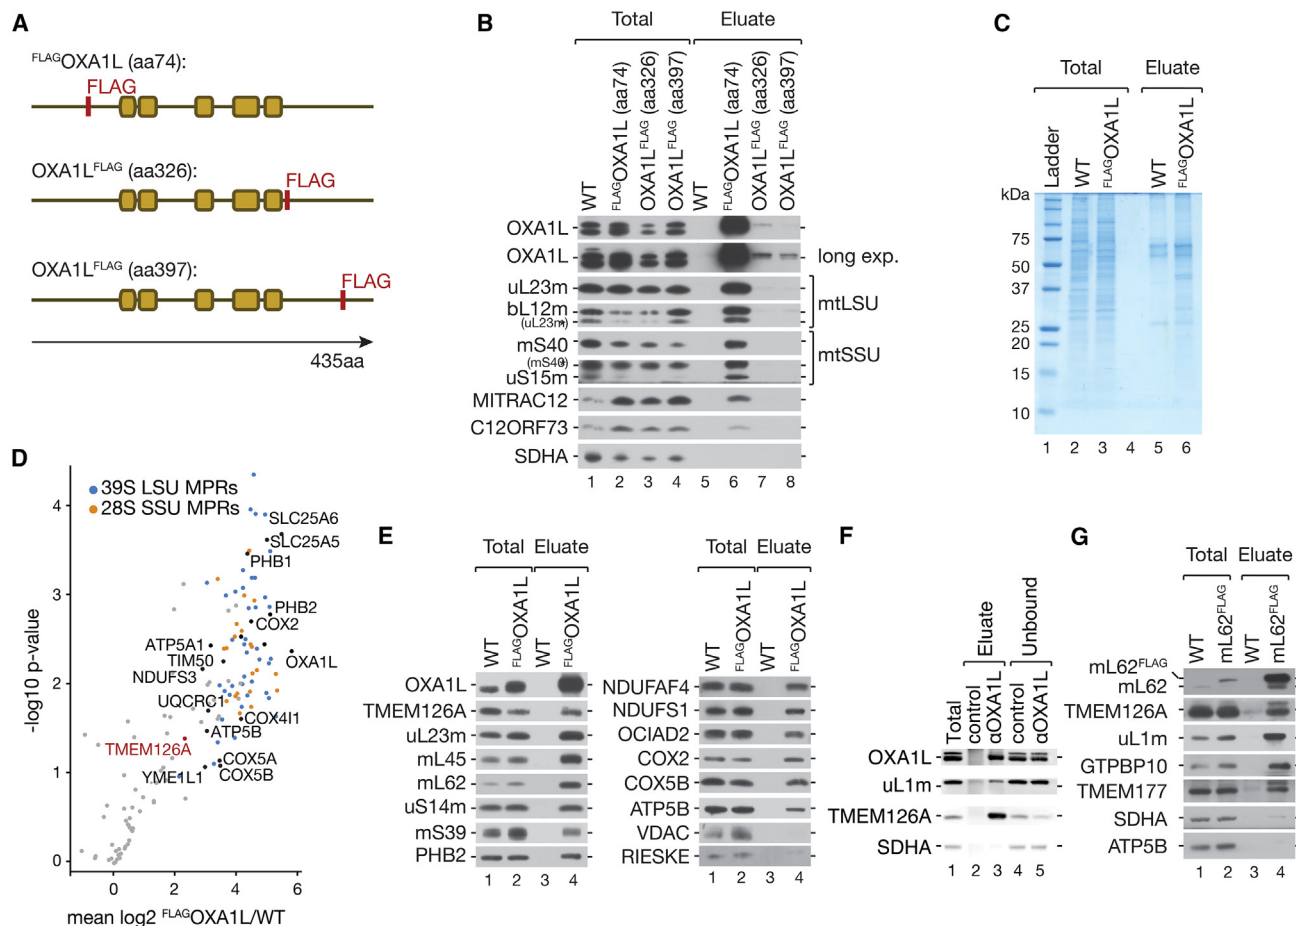 A
FLAGOXA1L (aa74):
FLAG
OXA1LFLAG (aa326):
FLAG
OXA1LFLAG (aa397):
FLAG
435aa
B
Total Eluate
WT FLAGOXA1L (aa74) OXA1LFLAG (aa326) OXA1LFLAG (aa397) WT FLAGOXA1L (aa74) OXA1LFLAG (aa326) OXA1LFLAG (aa397)
OXA1L
OXA1L long exp.
uL23m
mtLSU
bL12m
(uL23m)
mS40
mtSSU
(mS40)
uS15m
MITRAC12
C12ORF73
SDHA
1 2 3 4 5 6 7 8
C
Total Eluate
Ladder WT FLAGOXA1L WT FLAGOXA1L
kDa
75
50
37
25
20
15
10
1 2 3 4 5 6
D
39S LSU MPRs
28S SSU MPRs
SLC25A6
SLC25A5
PHB1
PHB2
COX2
ATP5A1
TIM50
OXA1L
NDUFS3
UQCRC1
COX4I1
ATP5B
TMEM126A
COX5A
YME1L1
COX5B
4
3
2
1
0
-log10 p-value
0 2 4 6
mean log2 FLAGOXA1L/WT
E
Total Eluate
WT FLAGOXA1L WT FLAGOXA1L
OXA1L
TMEM126A
uL23m
mL45
mL62
uS14m
mS39
PHB2
1 2 3 4
Total Eluate
WT FLAGOXA1L WT FLAGOXA1L
NDUFAF4
NDUFS1
OCIAD2
COX2
COX5B
ATP5B
VDAC
RIESKE
1 2 3 4
F
Eluate Unbound
Total control αOXA1L control αOXA1L
OXA1L
uL1m
TMEM126A
SDHA
1 2 3 4 5
G
Total Eluate
WT mL62FLAG WT mL62FLAG
mL62FLAG
mL62
TMEM126A
uL1m
GTPBP10
TMEM177
SDHA
ATP5B
1 2 3 4